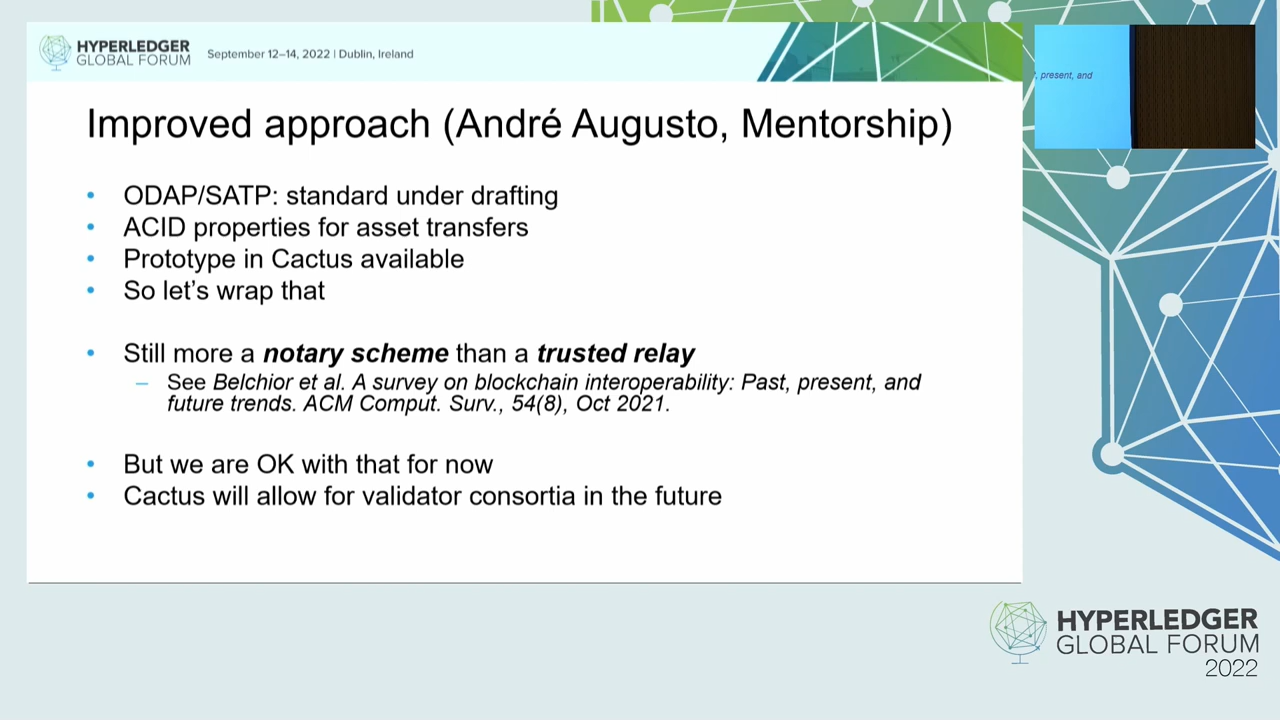 HYPERLEDGER
GLOBAL FORUM
September 12–14, 2022 | Dublin, Ireland
, present, and
Improved approach (André Augusto, Mentorship)
• ODAP/SATP: standard under drafting
• ACID properties for asset transfers
• Prototype in Cactus available
• So let’s wrap that
• Still more a notary scheme than a trusted relay
– See Belchior et al. A survey on blockchain interoperability: Past, present, and
future trends. ACM Comput. Surv., 54(8), Oct 2021.
• But we are OK with that for now
• Cactus will allow for validator consortia in the future
HYPERLEDGER
GLOBAL FORUM
2022